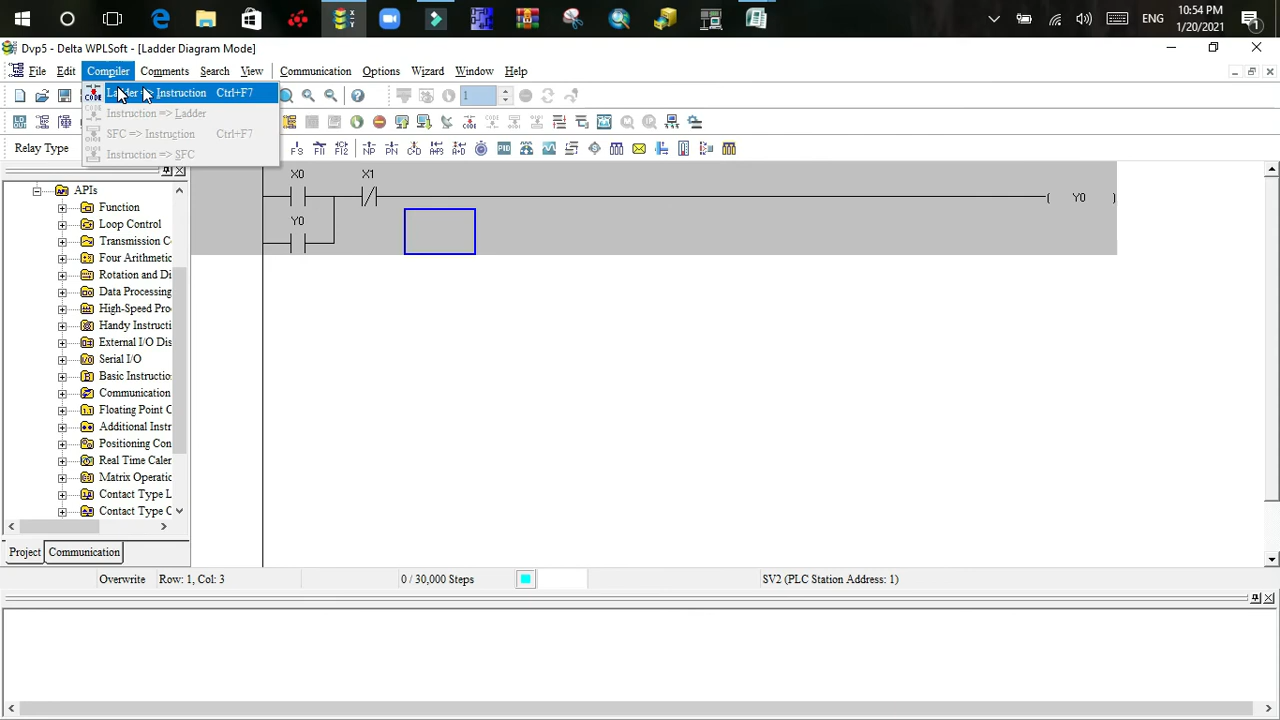 10:54 PM
ENG
1/20/2021
1
Dvp5 - Delta WPLSoft - [Ladder Diagram Mode]
File Edit Compiler Comments Search View Communication Options Wizard Window Help
Ladder => Instruction Ctrl+F7
1
Instruction => Ladder
SFC => Instruction Ctrl+F7
Instruction => SFC
Relay Type
X0 X1
Y0
Y0
APIs
Function
Loop Control
Transmission C
Four Arithmetic
Rotation and Di
Data Processing
High-Speed Pro
Handy Instructi
External I/O Dis
Serial I/O
Basic Instructio
Communication
Floating Point C
Additional Instr
Positioning Con
Real Time Caler
Matrix Operatio
Contact Type L
Contact Type C
Project Communication
Overwrite Row: 1, Col: 3 0 / 30,000 Steps SV2 (PLC Station Address: 1)